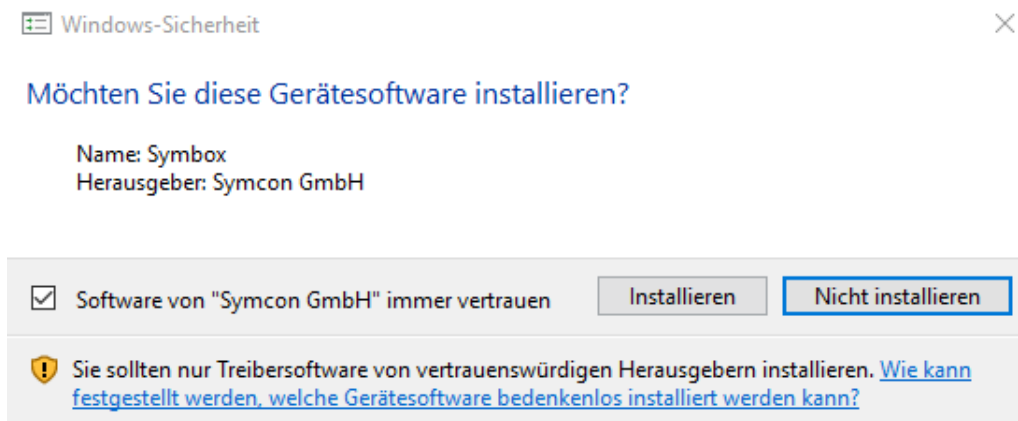 Windows-Sicherheit
Möchten Sie diese Gerätesoftware installieren?
Name: Symbox
Herausgeber: Symcon GmbH
Software von "Symcon GmbH" immer vertrauen Installieren Nicht installieren
Sie sollten nur Treibersoftware von vertrauenswürdigen Herausgebern installieren. Wie kann
festgestellt werden, welche Gerätesoftware bedenkenlos installiert werden kann?